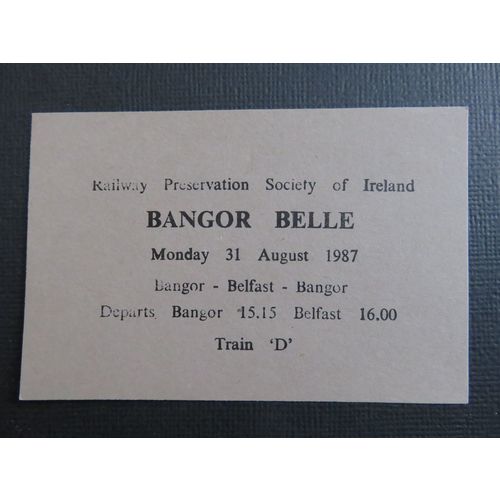 Railway Preservation Society of Ireland
BANGOR BELLE
Monday 31 August 1987
Bangor - Belfast - Bangor
Departs Bangor 15.15 Belfast 16.00
Train ‘D’